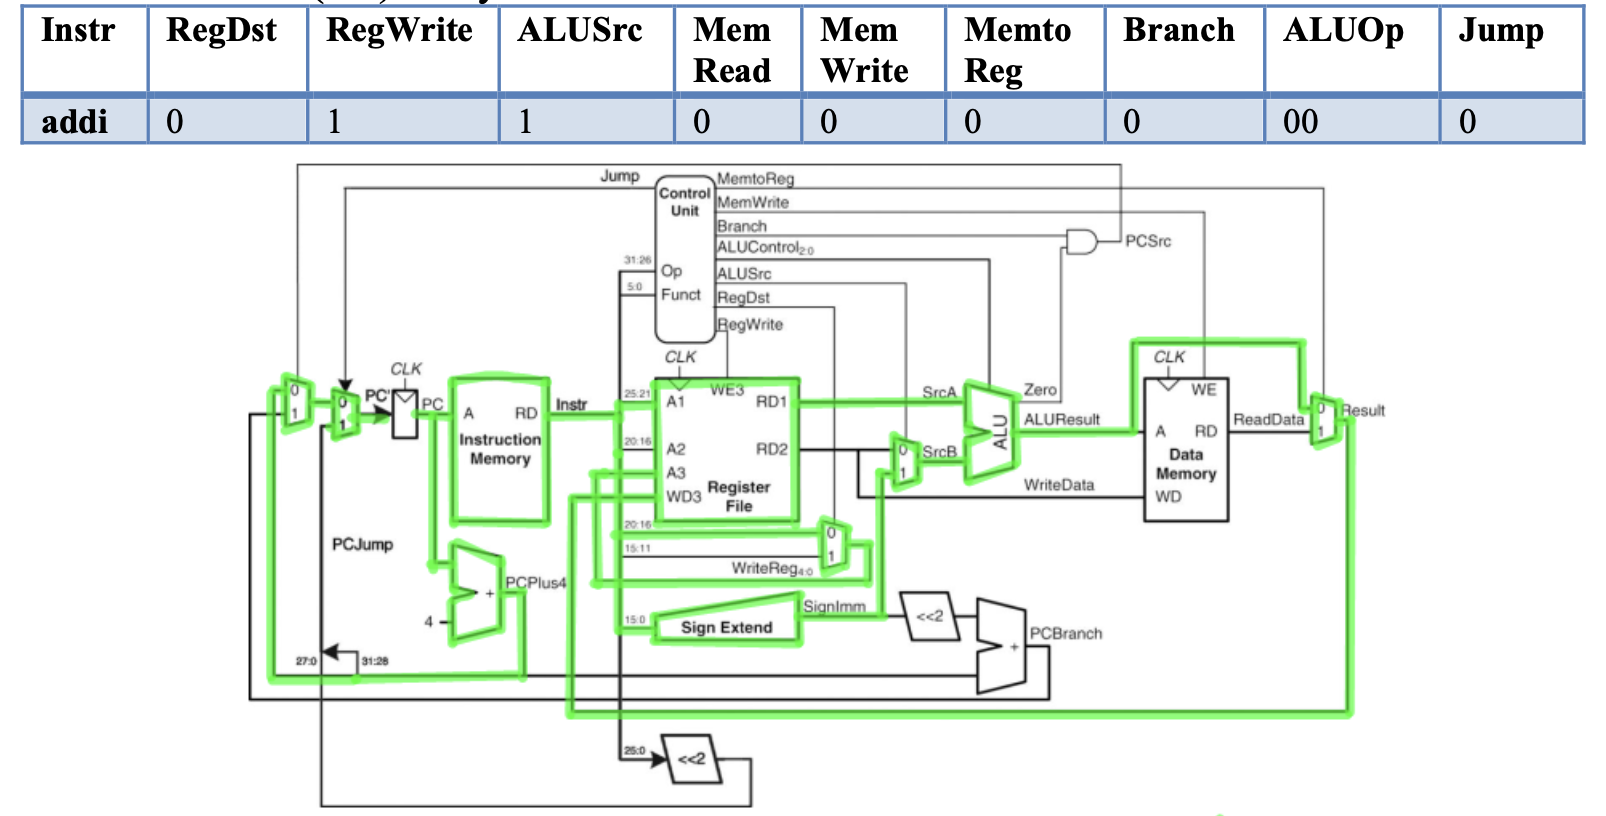 Instr RegDst RegWrite ALUSrc Mem Read Mem Write Memto Reg Branch ALUOp Jump
addi 0 1 1 0 0 0 0 00 0
Jump
Control
Unit
MemtoReg
MemWrite
Branch
PCSrc
ALUControl2:0
31:26
Op
ALUSrc
5:0
Funct
RegDst
RegWrite
CLK
CLK
CLK
0
1
0
1
PC'
PC
A
RD
Instruction
Memory
Instr
25:21
A1
WE3
RD1
SrcA
Zero
20:16
A2
RD2
0
1
SrcB
ALU
ALUResult
A3
WD3
Register
File
WE
A
RD
Data
Memory
WD
ReadData
0
1
Result
WriteData
20:16
0
15:11
1
WriteReg4:0
PCJump
+
PCPlus4
4
15:0
Sign Extend
SignImm
<<2
+
PCBranch
27:0
31:28
25:0
<<2